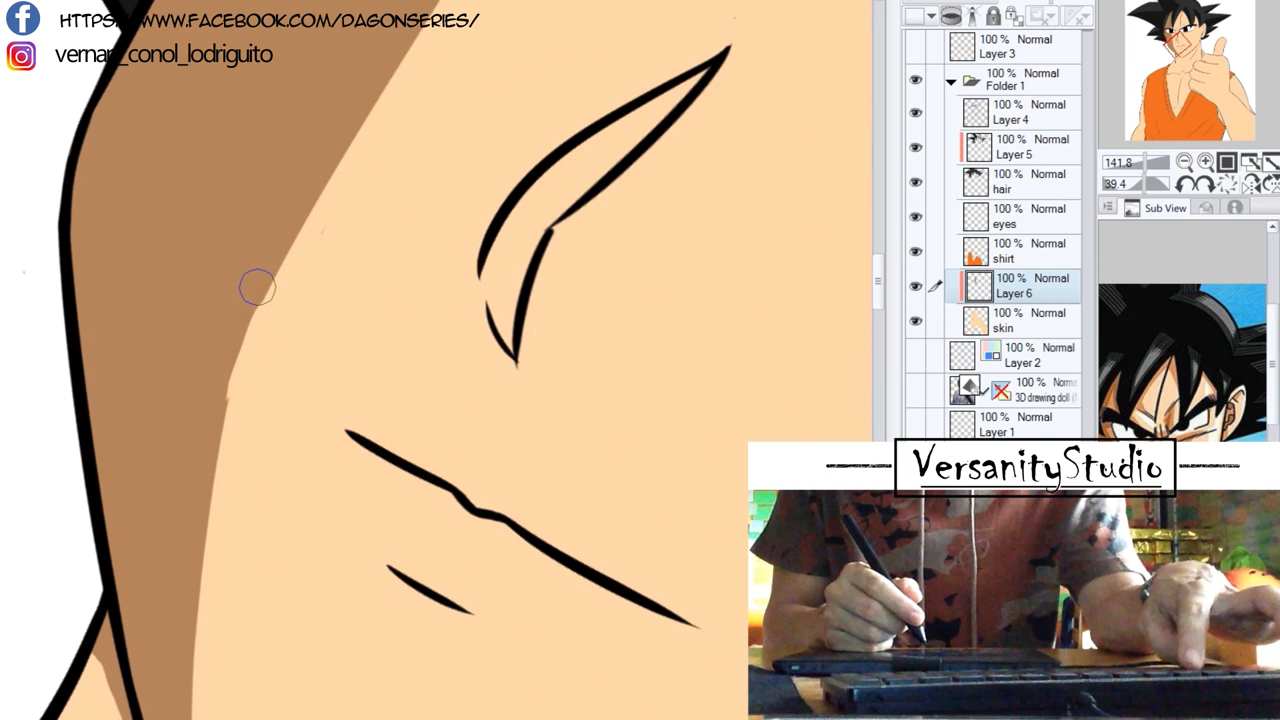 HTTPS://WWW.FACEBOOK.COM/DAGONSERIES/
100 % Normal
Layer 3
vernan_conol_lodriguito
100 % Normal
Folder 1
100 % Normal
Layer 4
100 % Normal
Layer 5
141.8
100 % Normal
hair
39.4
100 % Normal
eyes
Sub View
100 % Normal
shirt
100 % Normal
Layer 6
100 % Normal
skin
100 % Normal
Layer 2
100 % Norma
3D drawing doll
100 % Normal
Layer 1
VersanityStudio